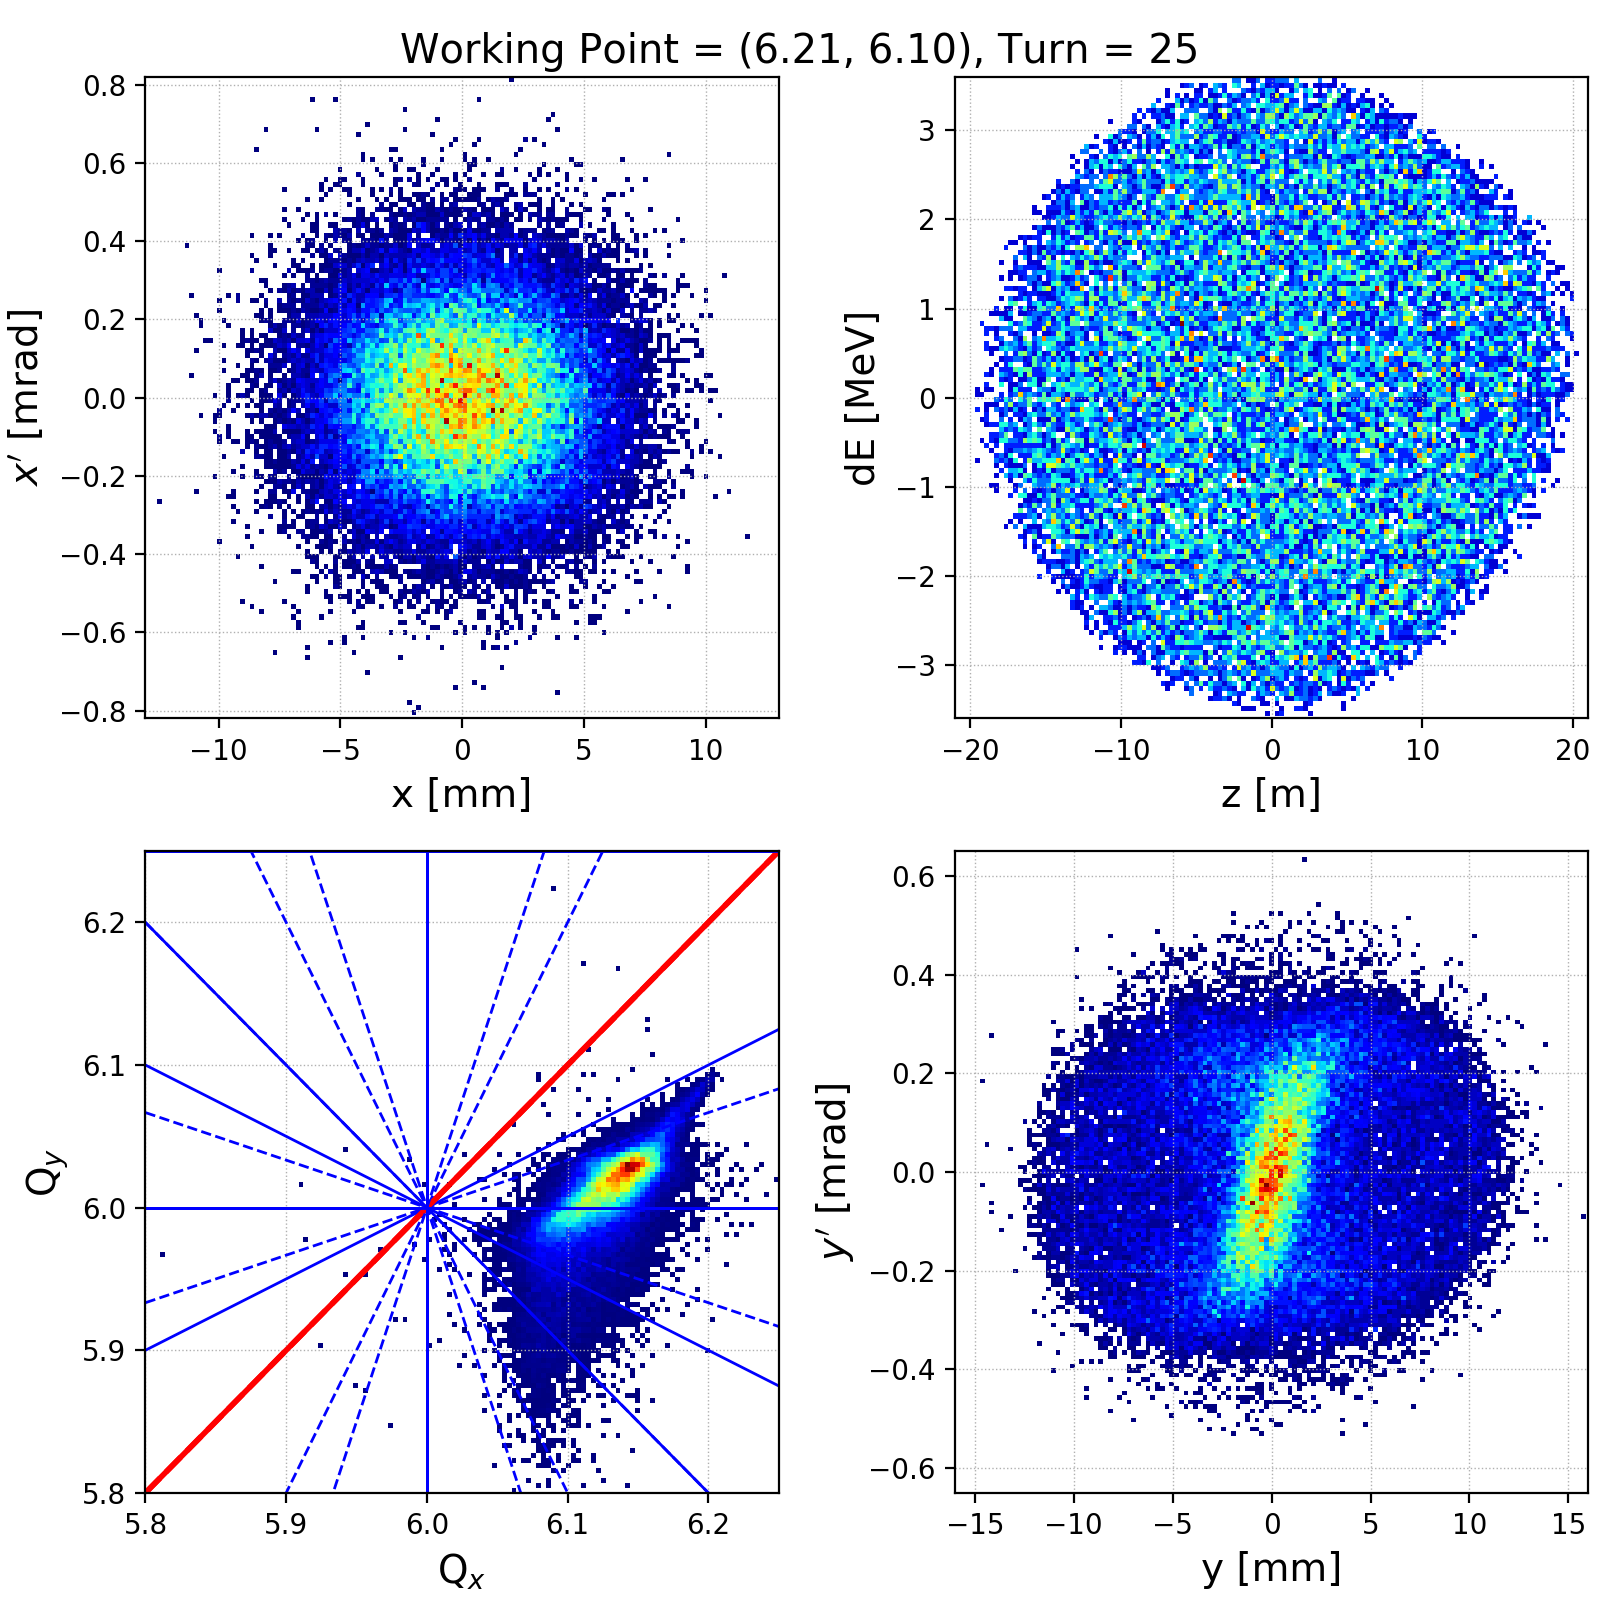 Working Point = (6.21, 6.10), Turn = 25
0.8
0.6
0.4
0.2
0.0
−0.2
−0.4
−0.6
−0.8
x′ [mrad]
−10 −5 0 5 10
x [mm]
3
2
1
0
−1
−2
−3
dE [MeV]
−20 −10 0 10 20
z [m]
6.2
6.1
6.0
5.9
5.8
Qy
5.8 5.9 6.0 6.1 6.2
Qx
0.6
0.4
0.2
0.0
−0.2
−0.4
−0.6
y′ [mrad]
−15 −10 −5 0 5 10 15
y [mm]